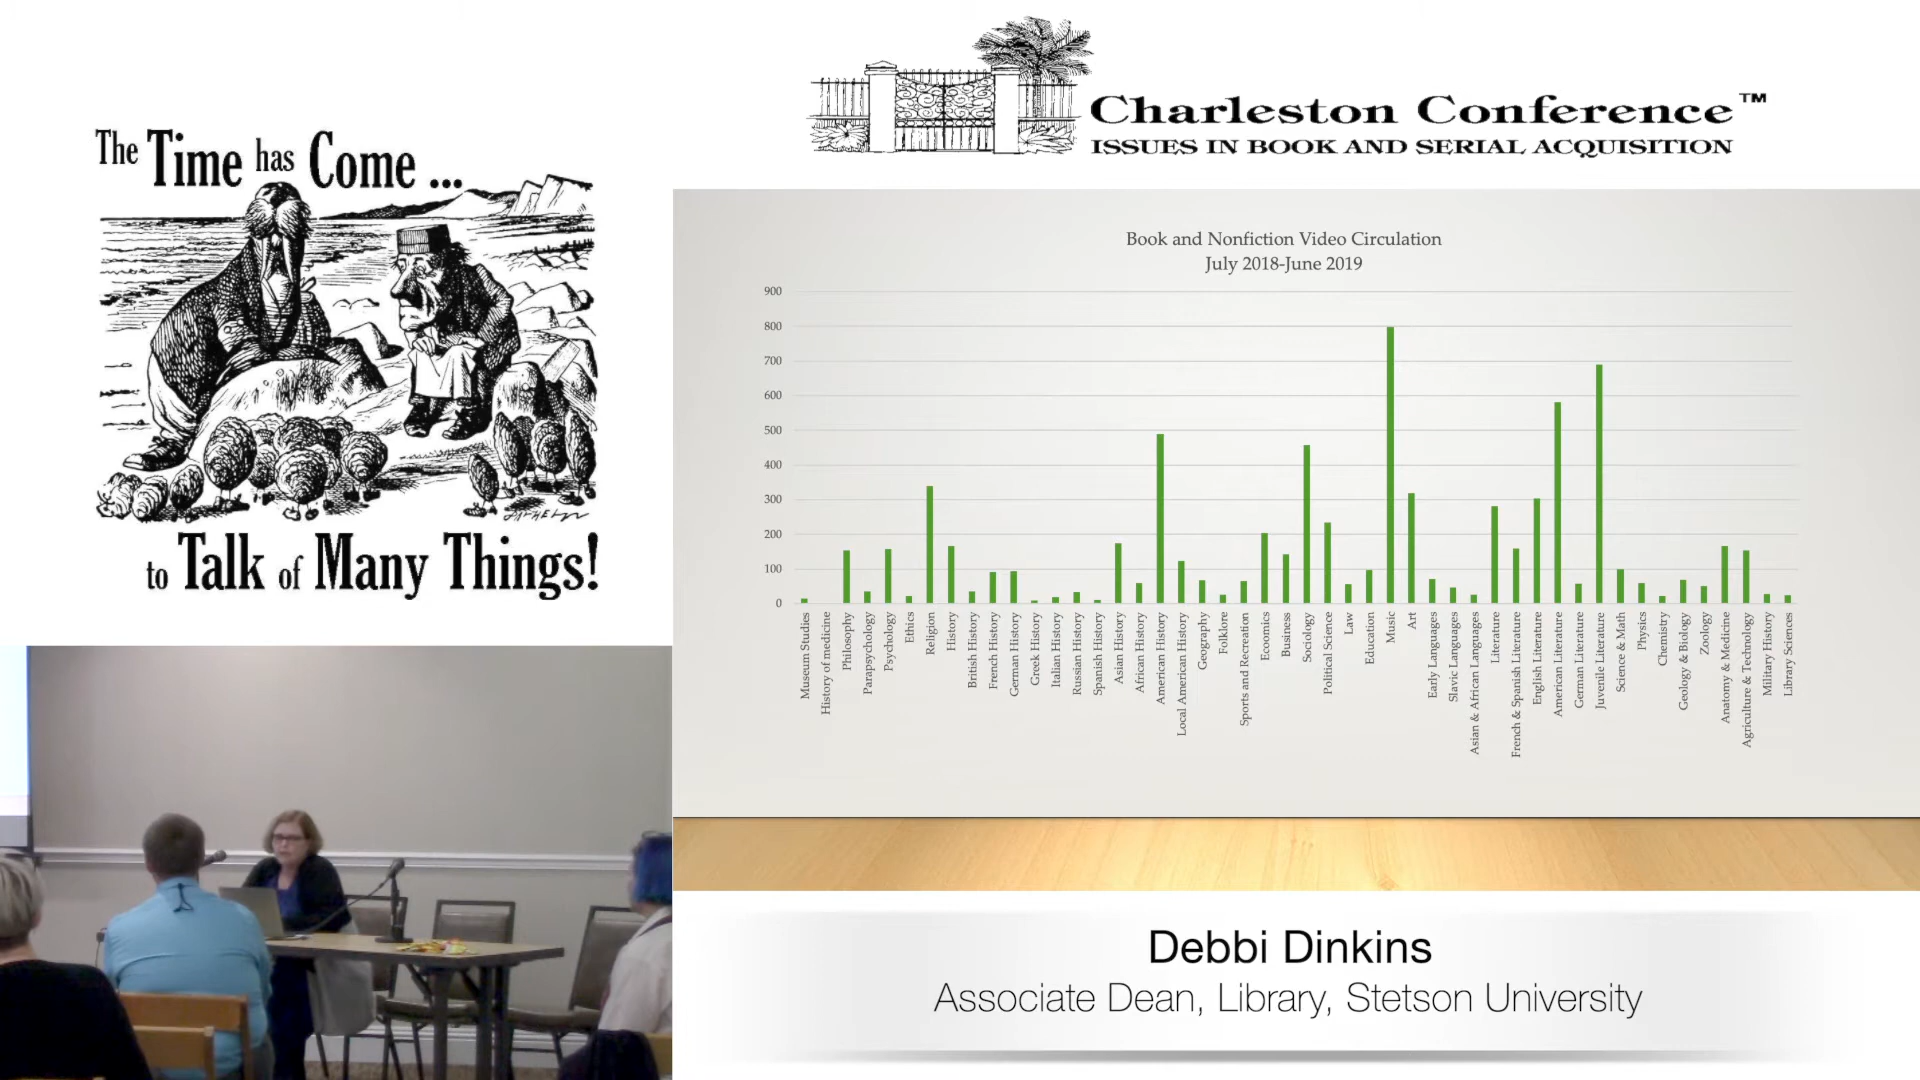 The Time has Come ...
to Talk of Many Things!
Charleston Conference™
ISSUES IN BOOK AND SERIAL ACQUISITION
Book and Nonfiction Video Circulation
July 2018-June 2019
900
800
700
600
500
400
300
200
100
0
Museum Studies
History of medicine
Philosophy
Parapsychology
Psychology
Ethics
Religion
History
British History
French History
German History
Greek History
Italian History
Russian History
Spanish History
Asian History
African History
American History
Local American History
Geography
Folklore
Sports and Recreation
Economics
Business
Sociology
Political Science
Law
Education
Music
Art
Early Languages
Slavic Languages
Asian & African Languages
Literature
French & Spanish Literature
English Literature
American Literature
German Literature
Juvenile Literature
Science & Math
Physics
Chemistry
Geology & Biology
Zoology
Anatomy & Medicine
Agriculture & Technology
Military History
Library Sciences
Debbi Dinkins
Associate Dean, Library, Stetson University